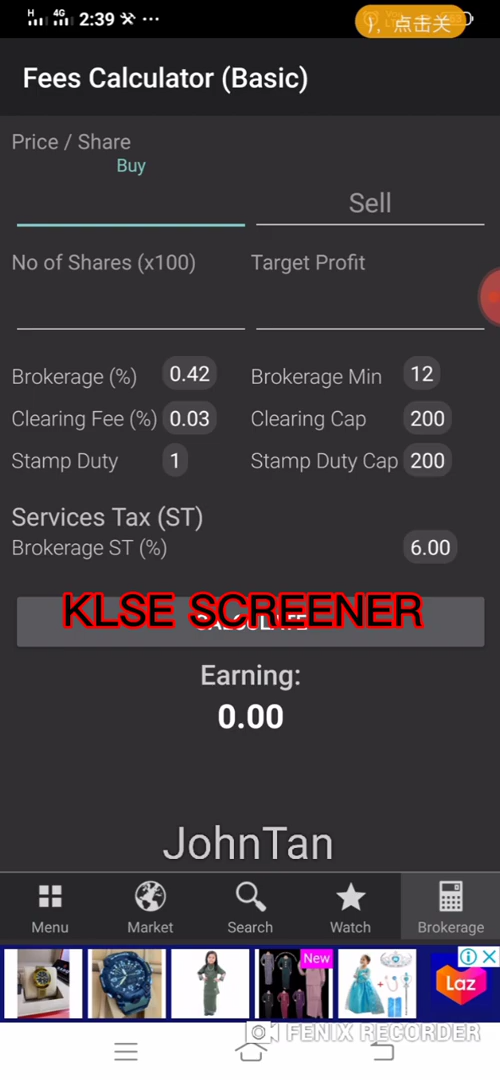 H 4G 2:39
点击关
Fees Calculator (Basic)
Price / Share
Buy
Sell
No of Shares (x100)
Target Profit
Brokerage (%) 0.42 Brokerage Min 12
Clearing Fee (%) 0.03 Clearing Cap 200
Stamp Duty 1 Stamp Duty Cap 200
Services Tax (ST)
Brokerage ST (%) 6.00
KLSE SCREENER
CALCULATE
Earning:
0.00
JohnTan
Menu Market Search Watch Brokerage
New
Laz
FENIX RECORDER